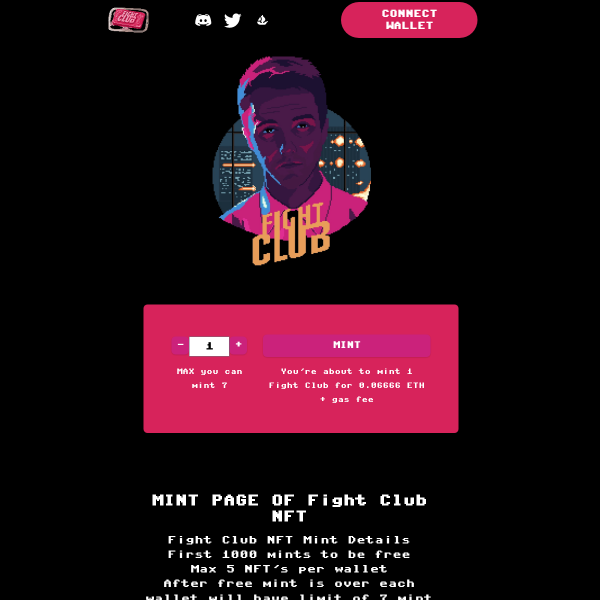 FIGHT
CLUB
CONNECT
WALLET
FIGHT
CLUB
- 1 +
MINT
MAX you can
mint 7
You're about to mint 1
Fight Club for 0.06666 ETH
+ gas fee
MINT PAGE OF Fight Club
NFT
Fight Club NFT Mint Details
First 1000 mints to be free
Max 5 NFT's per wallet
After free mint is over each
wallet will have limit of 7 mint